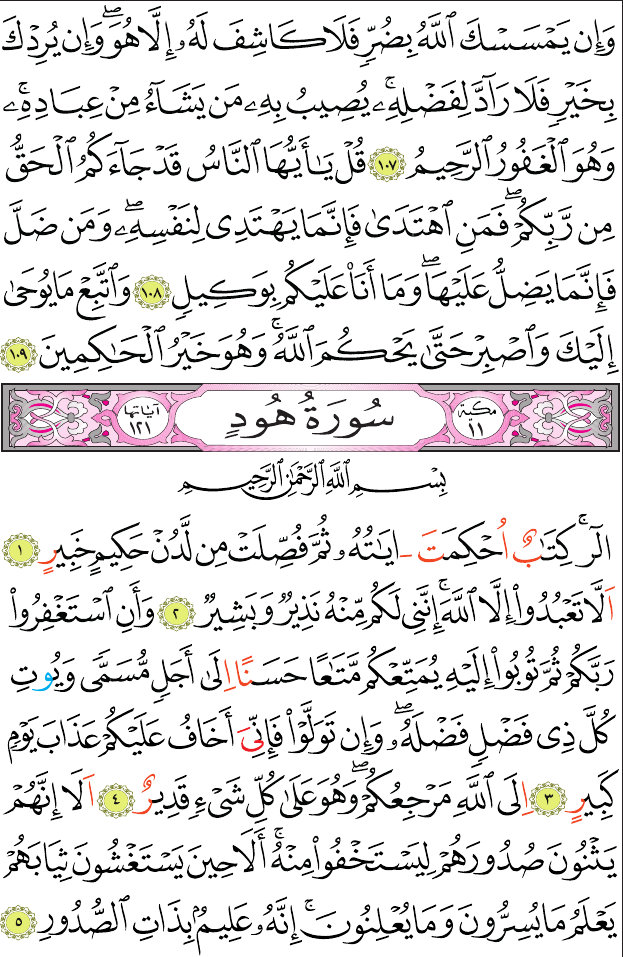 وَإِن يَمْسَسْكَ ٱللَّهُ بِضُرٍّ فَلَا كَاشِفَ لَهُۥ إِلَّا هُوَۖ وَإِن يُرِدْكَ
بِخَيْرٍ فَلَا رَآدَّ لِفَضْلِهِۦۚ يُصِيبُ بِهِۦ مَن يَشَآءُ مِنْ عِبَادِهِۦۚ
وَهُوَ ٱلْغَفُورُ ٱلرَّحِيمُ ١٠٧ قُلْ يَٰٓأَيُّهَا ٱلنَّاسُ قَدْ جَآءَكُمُ ٱلْحَقُّ
مِن رَّبِّكُمْۖ فَمَنِ ٱهْتَدَىٰ فَإِنَّمَا يَهْتَدِى لِنَفْسِهِۦۖ وَمَن ضَلَّ
فَإِنَّمَا يَضِلُّ عَلَيْهَاۖ وَمَآ أَنَا۠ عَلَيْكُم بِوَكِيلٍ ١٠٨ وَٱتَّبِعْ مَا يُوحَىٰٓ
إِلَيْكَ وَٱصْبِرْ حَتَّىٰ يَحْكُمَ ٱللَّهُۚ وَهُوَ خَيْرُ ٱلْحَٰكِمِينَ ١٠٩
مكية ١١ سُورَةُ هُودٍ آياتها ١٢١
بِسْمِ ٱللَّهِ ٱلرَّحْمَٰنِ ٱلرَّحِيمِ
الٓرۚ كِتَٰبٌ اُحْكِمَتَ ـ ايَٰتُهُۥ ثُمَّ فُصِّلَتْ مِن لَّدُنْ حَكِيمٍ خَبِيرٍ ١
اَلَّا تَعْبُدُوٓا۟ إِلَّا ٱللَّهَۚ إِنَّنِى لَكُم مِّنْهُ نَذِيرٌ وَبَشِيرٌ ٢ وَأَنِ ٱسْتَغْفِرُوا۟
رَبَّكُمْ ثُمَّ تُوبُوٓا۟ إِلَيْهِ يُمَتِّعْكُم مَّتَٰعًا حَسَنًا اِلَىٰٓ أَجَلٍ مُّسَمًّى وَيُوتِ
كُلَّ ذِى فَضْلٍ فَضْلَهُۥۖ وَإِن تَوَلَّوْا۟ فَإِنِّىَ أَخَافُ عَلَيْكُمْ عَذَابَ يَوْمٍ
كَبِيرٍ ٣ اِلَى ٱللَّهِ مَرْجِعُكُمْۖ وَهُوَ عَلَىٰ كُلِّ شَىْءٍ قَدِيرٌ ٤ اَلَآ إِنَّهُمْ
يَثْنُونَ صُدُورَهُمْ لِيَسْتَخْفُوا۟ مِنْهُۚ أَلَا حِينَ يَسْتَغْشُونَ ثِيَابَهُمْ
يَعْلَمُ مَا يُسِرُّونَ وَمَا يُعْلِنُونَۚ إِنَّهُۥ عَلِيمٌۢ بِذَاتِ ٱلصُّدُورِ ٥